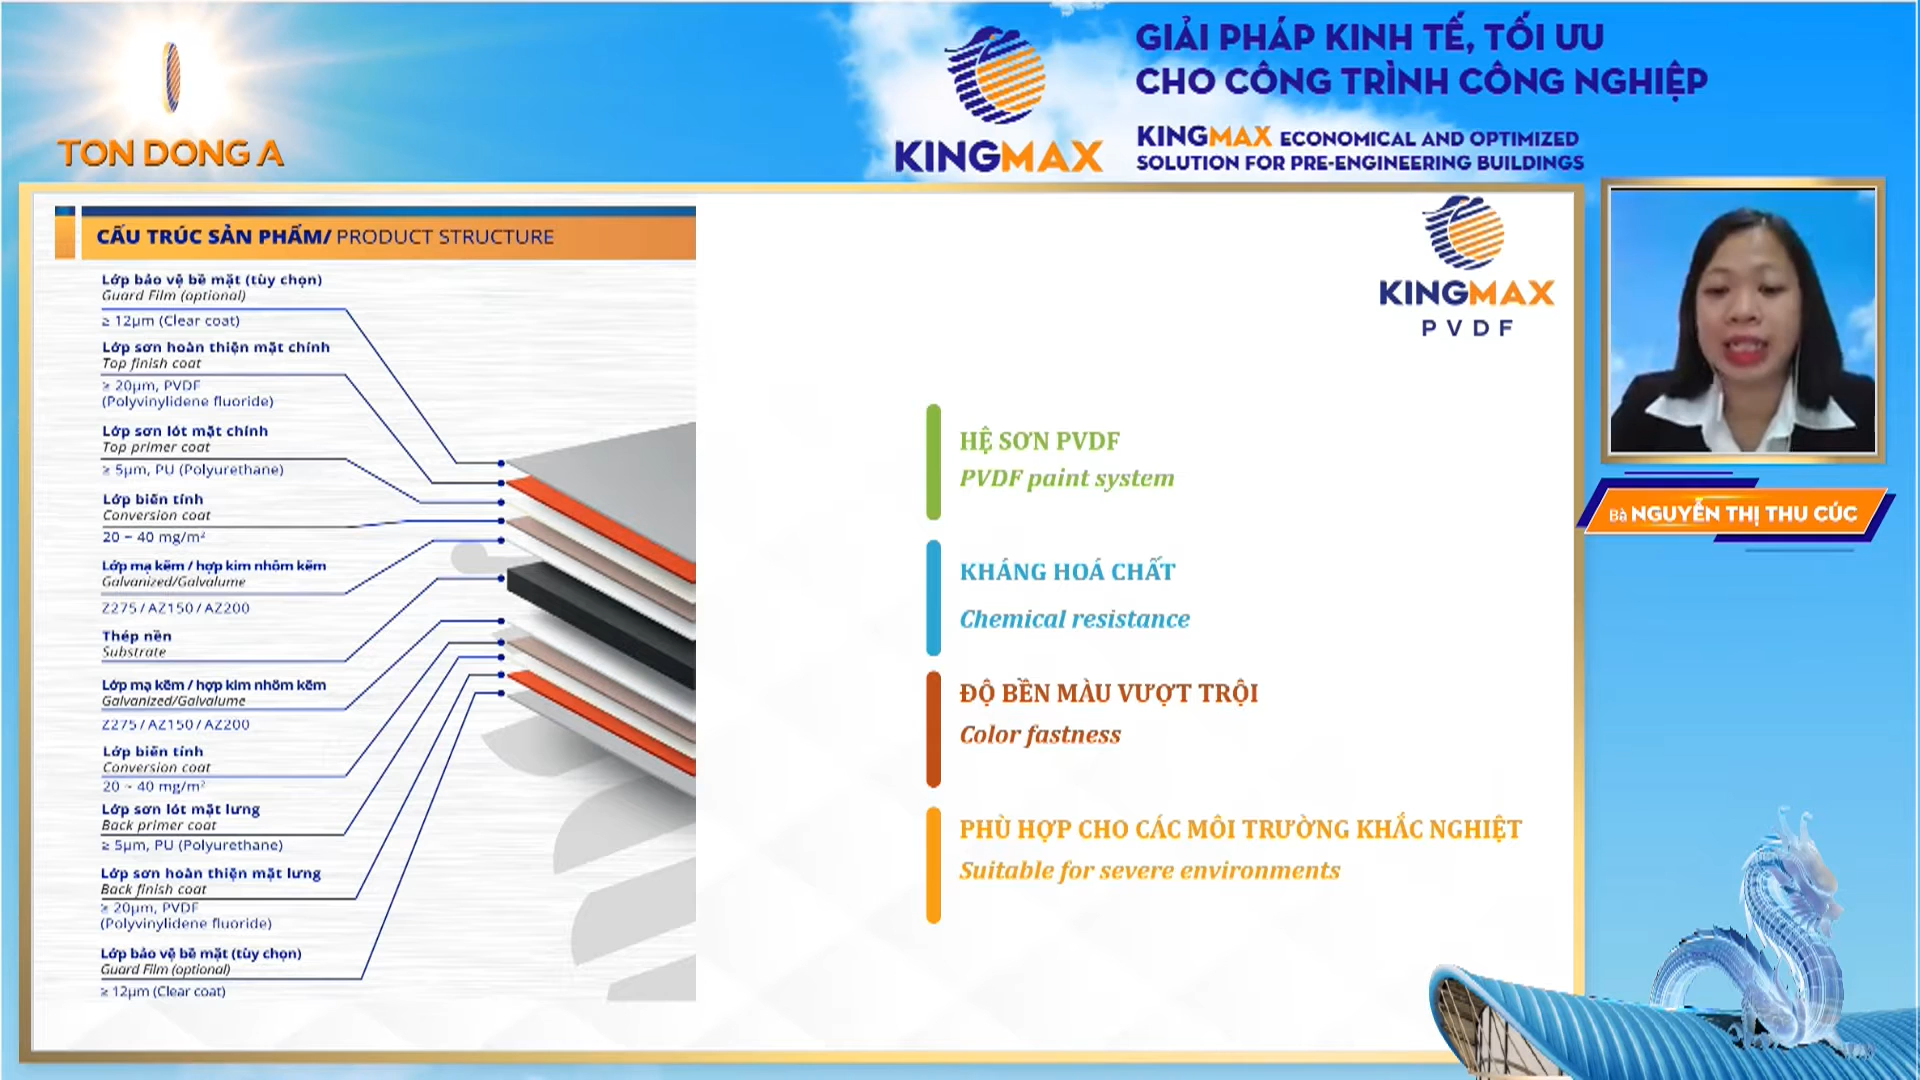 TON DONG A
KINGMAX
GIẢI PHÁP KINH TẾ, TỐI ƯU
CHO CÔNG TRÌNH CÔNG NGHIỆP
KINGMAX ECONOMICAL AND OPTIMIZED
SOLUTION FOR PRE-ENGINEERING BUILDINGS
CẤU TRÚC SẢN PHẨM/ PRODUCT STRUCTURE
Lớp bảo vệ bề mặt (tùy chọn)
Guard Film (optional)
≥ 12µm (Clear coat)
Lớp sơn hoàn thiện mặt chính
Top finish coat
≥ 20µm, PVDF
(Polyvinylidene fluoride)
Lớp sơn lót mặt chính
Top primer coat
≥ 5µm, PU (Polyurethane)
Lớp biến tính
Conversion coat
20 ~ 40 mg/m²
Lớp mạ kẽm / hợp kim nhôm kẽm
Galvanized/Galvalume
Z275 / AZ150 / AZ200
Thép nền
Substrate
Lớp mạ kẽm / hợp kim nhôm kẽm
Galvanized/Galvalume
Z275 / AZ150 / AZ200
Lớp biến tính
Conversion coat
20 ~ 40 mg/m²
Lớp sơn lót mặt lưng
Back primer coat
≥ 5µm, PU (Polyurethane)
Lớp sơn hoàn thiện mặt lưng
Back finish coat
≥ 20µm, PVDF
(Polyvinylidene fluoride)
Lớp bảo vệ bề mặt (tùy chọn)
Guard Film (optional)
≥ 12µm (Clear coat)
KINGMAX
PVDF
HỆ SƠN PVDF
PVDF paint system
KHÁNG HOÁ CHẤT
Chemical resistance
ĐỘ BỀN MÀU VƯỢT TRỘI
Color fastness
PHÙ HỢP CHO CÁC MÔI TRƯỜNG KHẮC NGHIỆT
Suitable for severe environments
Bà NGUYỄN THỊ THU CÚC